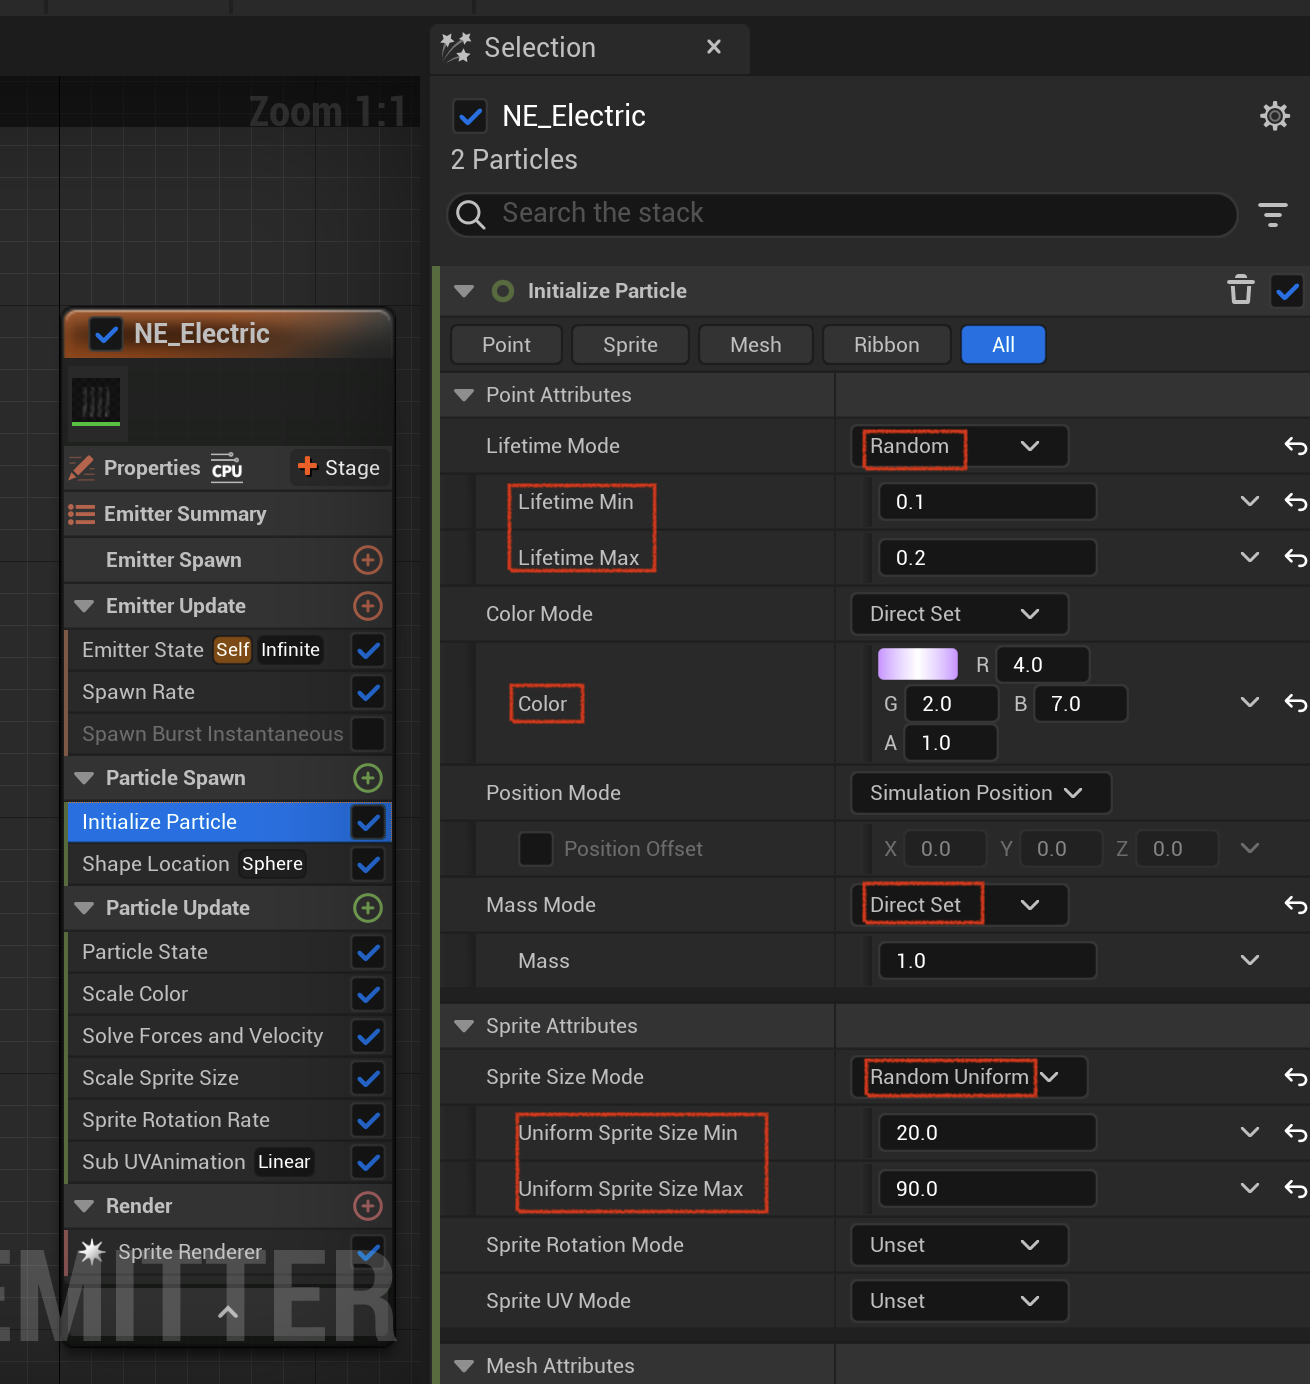 Selection
Zoom 1:1
NE_Electric
2 Particles
Search the stack
Initialize Particle
Point
Sprite
Mesh
Ribbon
All
Point Attributes
Lifetime Mode
Random
Lifetime Min
0.1
Lifetime Max
0.2
Color Mode
Direct Set
Color
R 4.0
G 2.0 B 7.0
A 1.0
Position Mode
Simulation Position
Position Offset
X 0.0 Y 0.0 Z 0.0
Mass Mode
Direct Set
Mass
1.0
Sprite Attributes
Sprite Size Mode
Random Uniform
Uniform Sprite Size Min
20.0
Uniform Sprite Size Max
90.0
Sprite Rotation Mode
Unset
Sprite UV Mode
Unset
Mesh Attributes
NE_Electric
Properties CPU + Stage
Emitter Summary
Emitter Spawn
Emitter Update
Emitter State Self Infinite
Spawn Rate
Spawn Burst Instantaneous
Particle Spawn
Initialize Particle
Shape Location Sphere
Particle Update
Particle State
Scale Color
Solve Forces and Velocity
Scale Sprite Size
Sprite Rotation Rate
Sub UVAnimation Linear
Render
Sprite Renderer
EMITTER